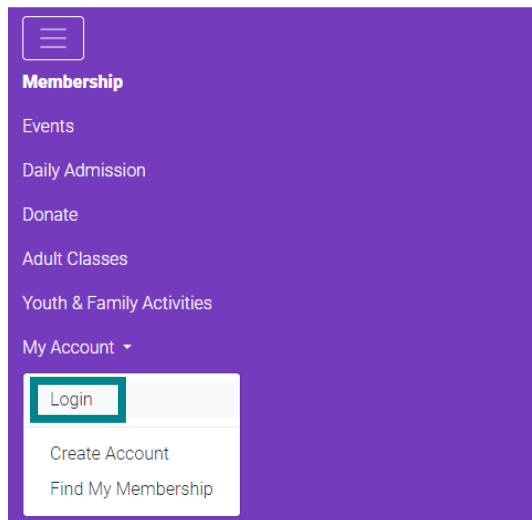 Membership
Events
Daily Admission
Donate
Adult Classes
Youth & Family Activities
My Account
Login
Create Account
Find My Membership